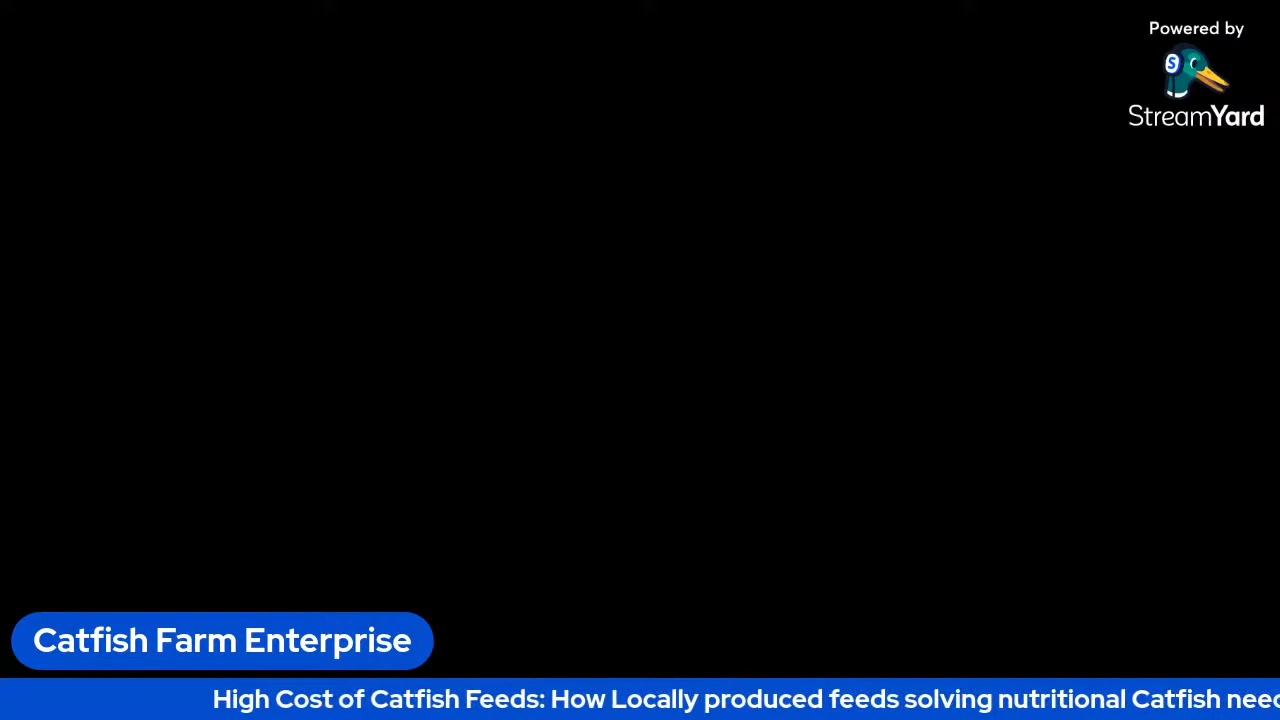 Powered by
S
StreamYard
Catfish Farm Enterprise
High Cost of Catfish Feeds: How Locally produced feeds solving nutritional Catfish